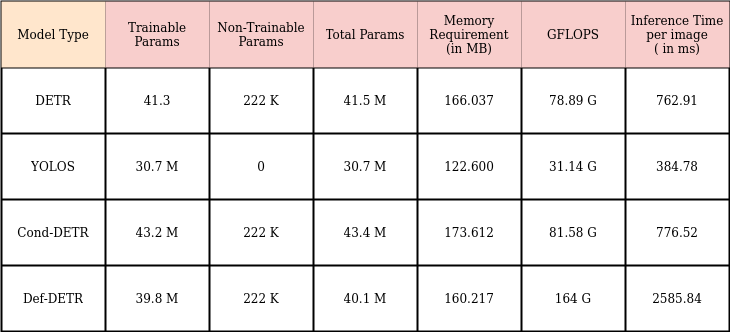 Model Type Trainable Params Non-Trainable Params Total Params Memory Requirement (in MB) GFLOPS Inference Time per image ( in ms)
DETR 41.3 222 K 41.5 M 166.037 78.89 G 762.91
YOLOS 30.7 M 0 30.7 M 122.600 31.14 G 384.78
Cond-DETR 43.2 M 222 K 43.4 M 173.612 81.58 G 776.52
Def-DETR 39.8 M 222 K 40.1 M 160.217 164 G 2585.84